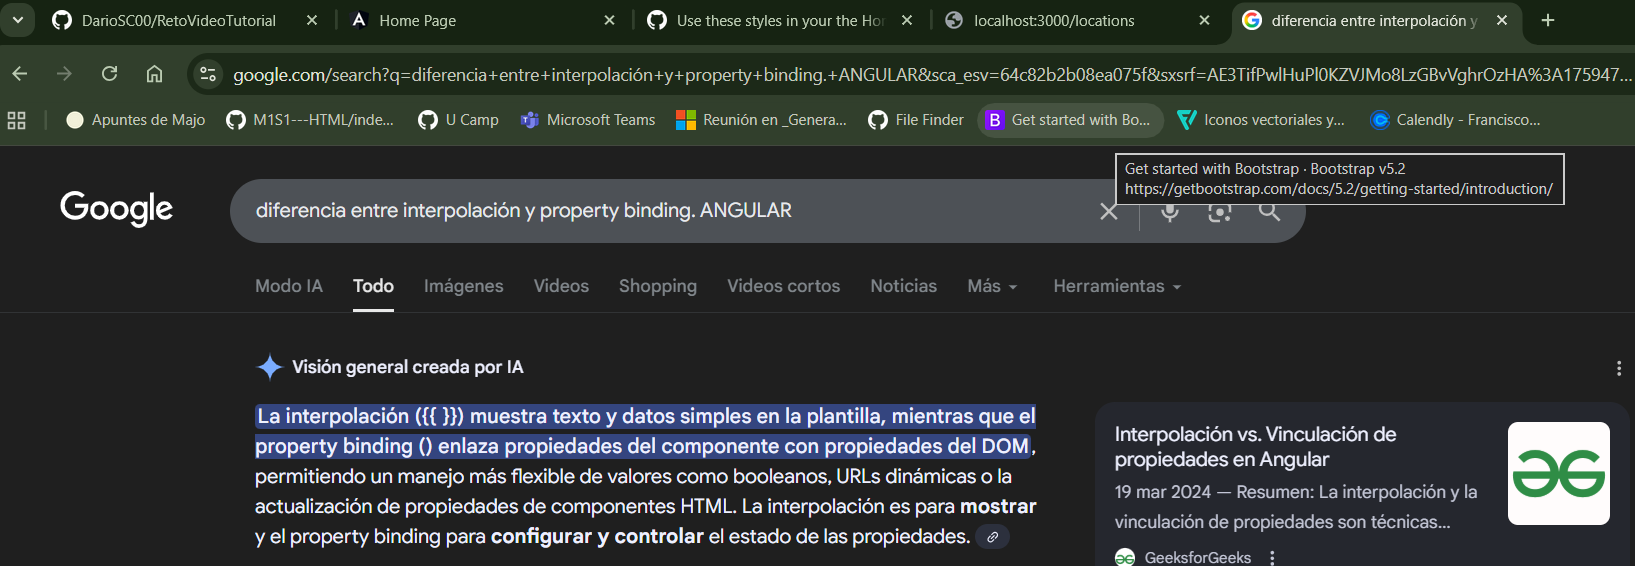 DarioSC00/RetoVideoTutorial
Home Page
Use these styles in your the Hor
localhost:3000/locations
diferencia entre interpolación y
google.com/search?q=diferencia+entre+interpolación+y+property+binding.+ANGULAR&sca_esv=64c82b2b08ea075f&sxsrf=AE3TifPwlHuPl0KZVJMo8LzGBvVghrOzHA%3A175947...
Apuntes de Majo
M1S1---HTML/inde...
U Camp
Microsoft Teams
Reunión en _Genera...
File Finder
B Get started with Bo...
Iconos vectoriales y...
Calendly - Francisco...
Get started with Bootstrap · Bootstrap v5.2
https://getbootstrap.com/docs/5.2/getting-started/introduction/
Google
diferencia entre interpolación y property binding. ANGULAR
Modo IA
Todo
Imágenes
Videos
Shopping
Videos cortos
Noticias
Más
Herramientas
Visión general creada por IA
La interpolación ({{ }}) muestra texto y datos simples en la plantilla, mientras que el
property binding () enlaza propiedades del componente con propiedades del DOM,
permitiendo un manejo más flexible de valores como booleanos, URLs dinámicas o la
actualización de propiedades de componentes HTML. La interpolación es para mostrar
y el property binding para configurar y controlar el estado de las propiedades.
Interpolación vs. Vinculación de
propiedades en Angular
19 mar 2024 — Resumen: La interpolación y la
vinculación de propiedades son técnicas...
GeeksforGeeks